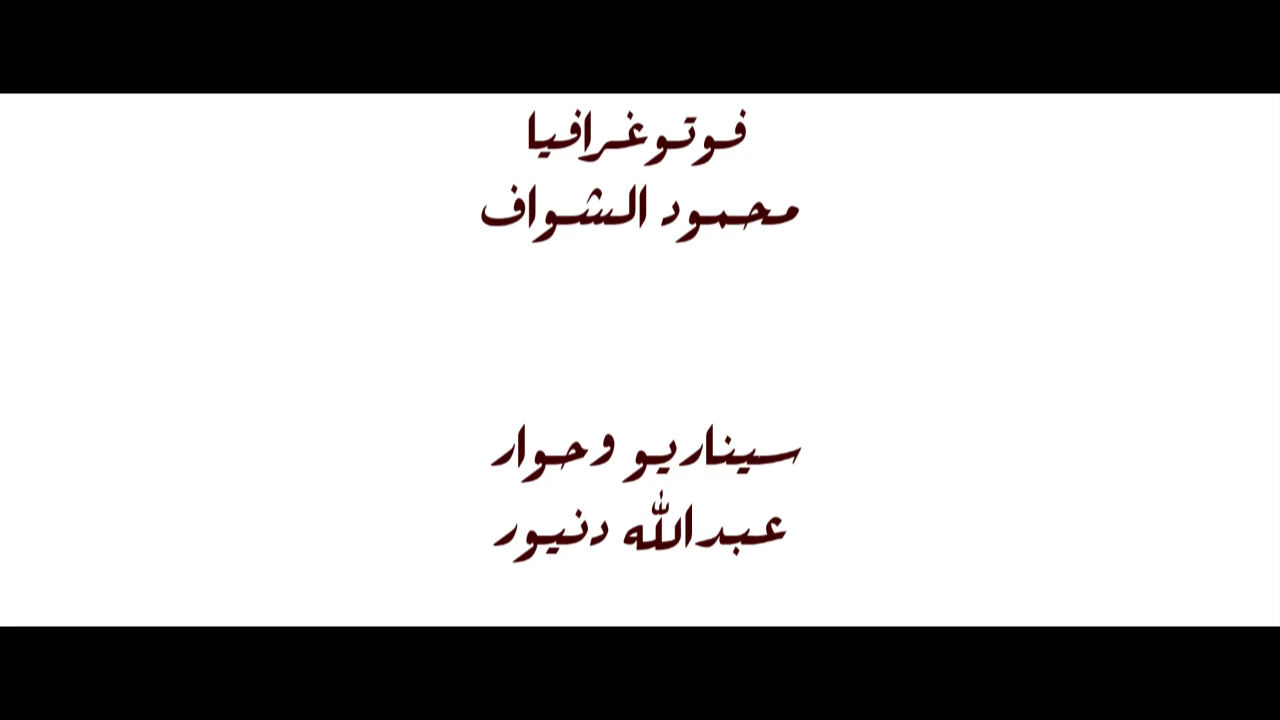 فوتوغرافيا
محمود الشواف
سيناريو وحوار
عبدالله دنيور